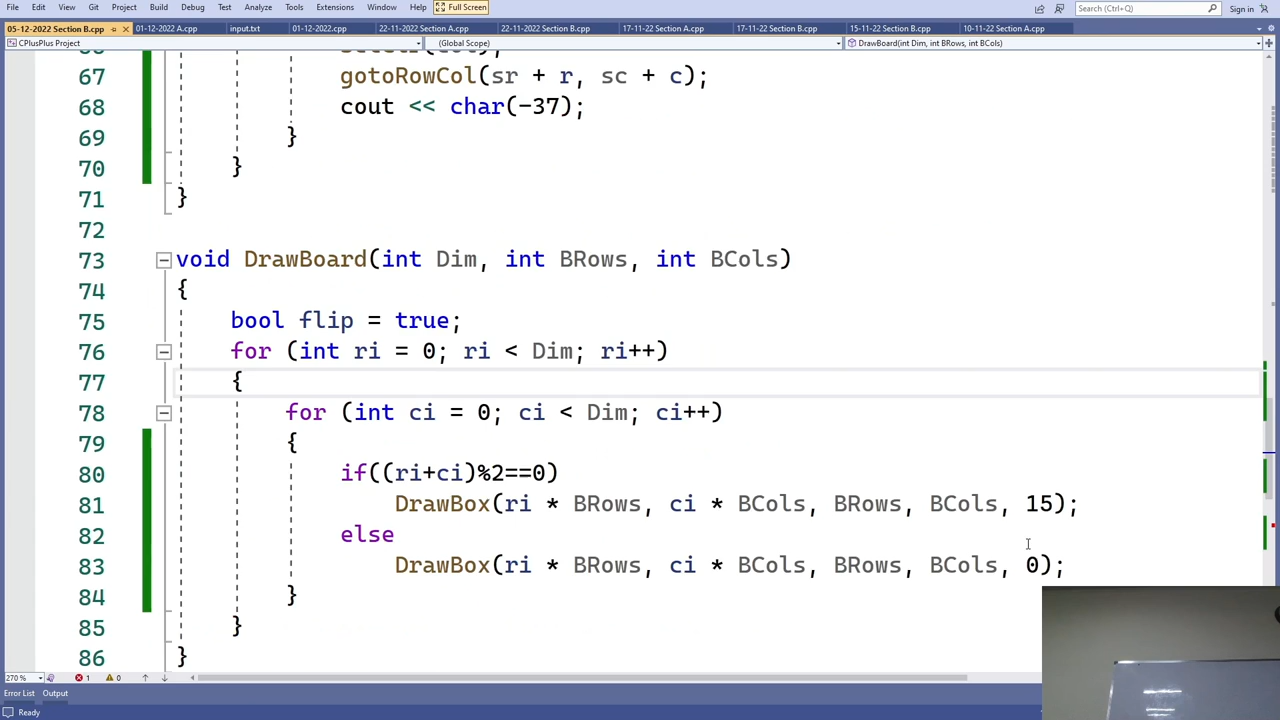 File Edit View Git Project Build Debug Test Analyze Tools Extensions Window Help Full Screen Search (Ctrl+Q) Sign in
05-12-2022 Section B.cpp 01-12-2022 A.cpp input.txt 01-12-2022.cpp 22-11-2022 Section A.cpp 22-11-2022 Section B.cpp 17-11-22 Section A.cpp 17-11-22 Section B.cpp 15-11-22 Section B.cpp 10-11-22 Section A.cpp
CPlusPlus Project (Global Scope) DrawBoard(int Dim, int BRows, int BCols)
67 gotoRowCol(sr + r, sc + c);
68 cout << char(-37);
69 }
70 }
71 }
72
73 void DrawBoard(int Dim, int BRows, int BCols)
74 {
75 bool flip = true;
76 for (int ri = 0; ri < Dim; ri++)
77 {
78 for (int ci = 0; ci < Dim; ci++)
79 {
80 if((ri+ci)%2==0)
81 DrawBox(ri * BRows, ci * BCols, BRows, BCols, 15);
82 else
83 DrawBox(ri * BRows, ci * BCols, BRows, BCols, 0);
84 }
85 }
86 }
270 % 1 0
Error List Output
Ready